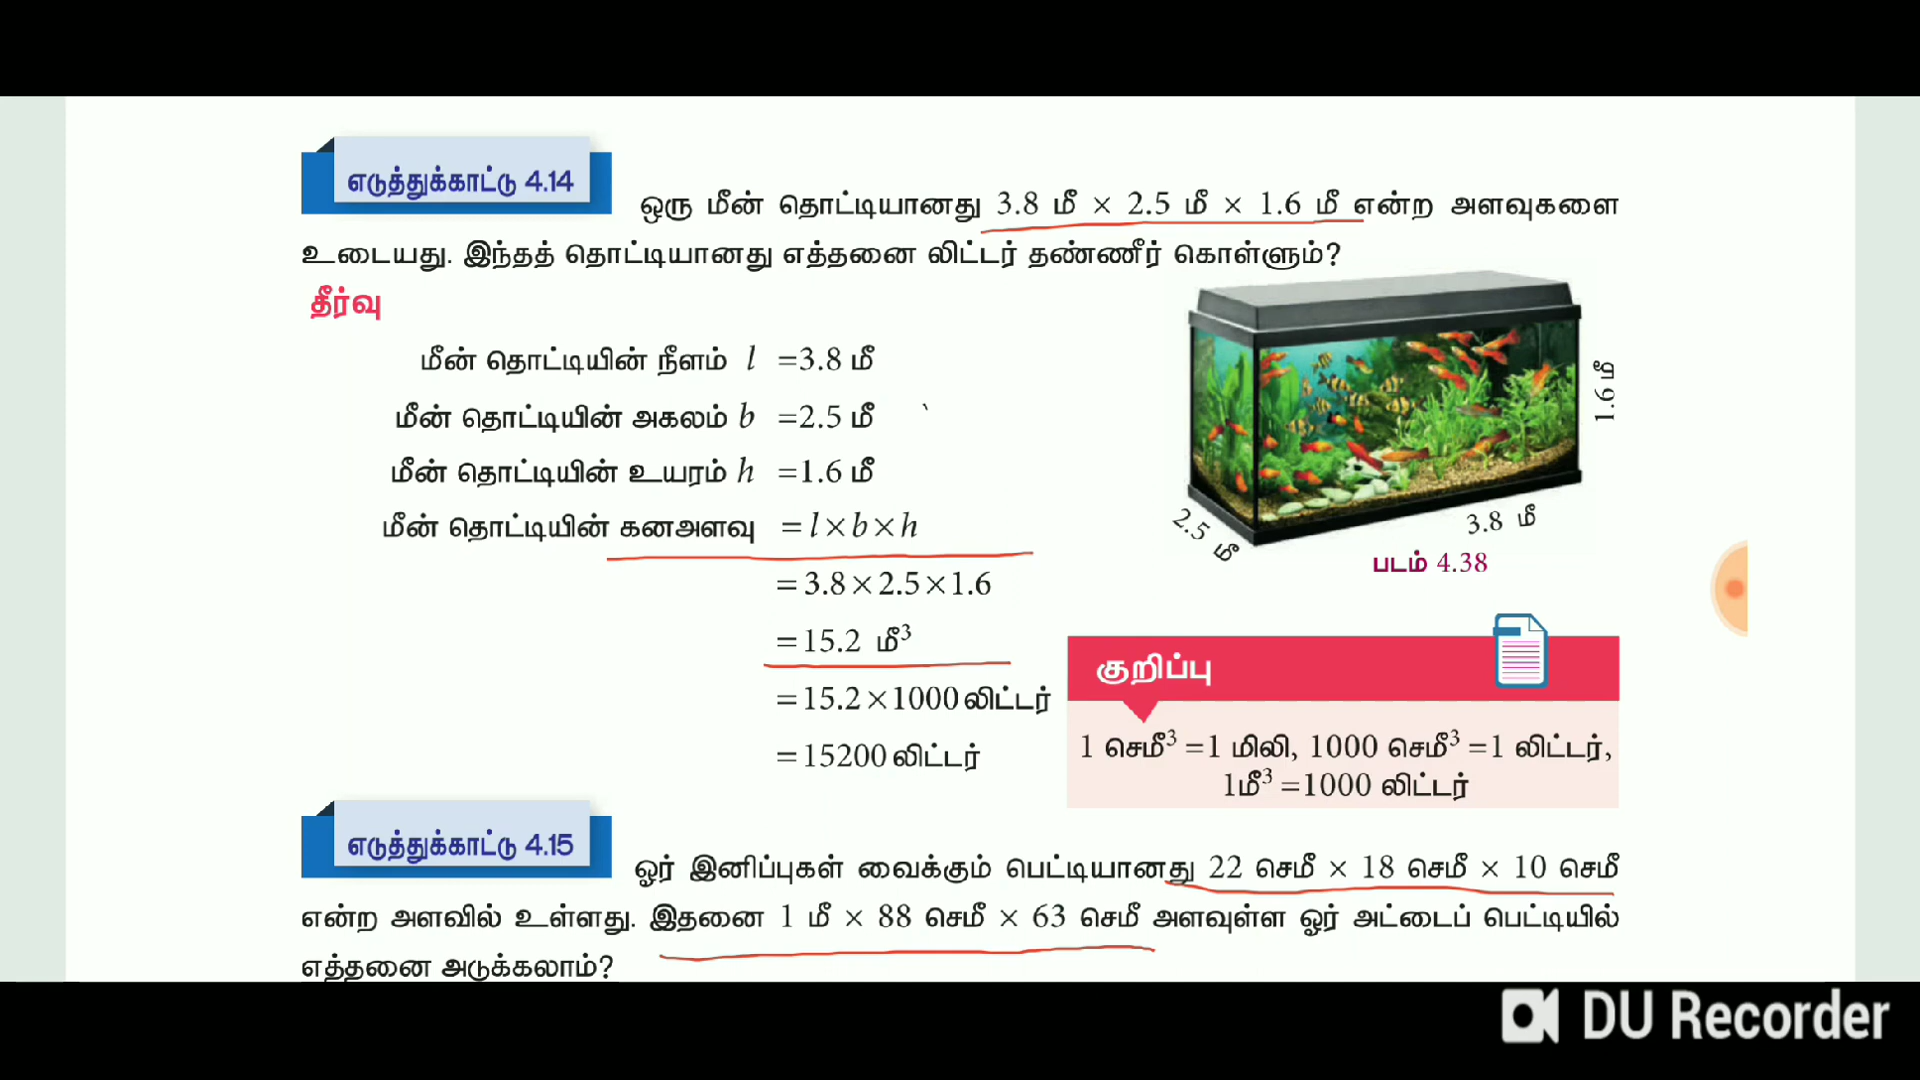 எடுத்துக்காட்டு 4.14
ஒரு மீன் தொட்டியானது 3.8 மீ × 2.5 மீ × 1.6 மீ என்ற அளவுகளை
உடையது. இந்தத் தொட்டியானது எத்தனை லிட்டர் தண்ணீர் கொள்ளும்?
தீர்வு
மீன் தொட்டியின் நீளம் l =3.8 மீ
மீன் தொட்டியின் அகலம் b =2.5 மீ
மீன் தொட்டியின் உயரம் h =1.6 மீ
மீன் தொட்டியின் கனஅளவு = l×b×h
= 3.8×2.5×1.6
=15.2 மீ³
=15.2×1000 லிட்டர்
=15200 லிட்டர்
1.6 மீ
2.5 மீ
3.8 மீ
படம் 4.38
குறிப்பு
1 செமீ³ =1 மிலி, 1000 செமீ³ =1 லிட்டர்,
1மீ³ =1000 லிட்டர்
எடுத்துக்காட்டு 4.15
ஓர் இனிப்புகள் வைக்கும் பெட்டியானது 22 செமீ × 18 செமீ × 10 செமீ
என்ற அளவில் உள்ளது. இதனை 1 மீ × 88 செமீ × 63 செமீ அளவுள்ள ஓர் அட்டைப் பெட்டியில்
எத்தனை அடுக்கலாம்?
DU Recorder